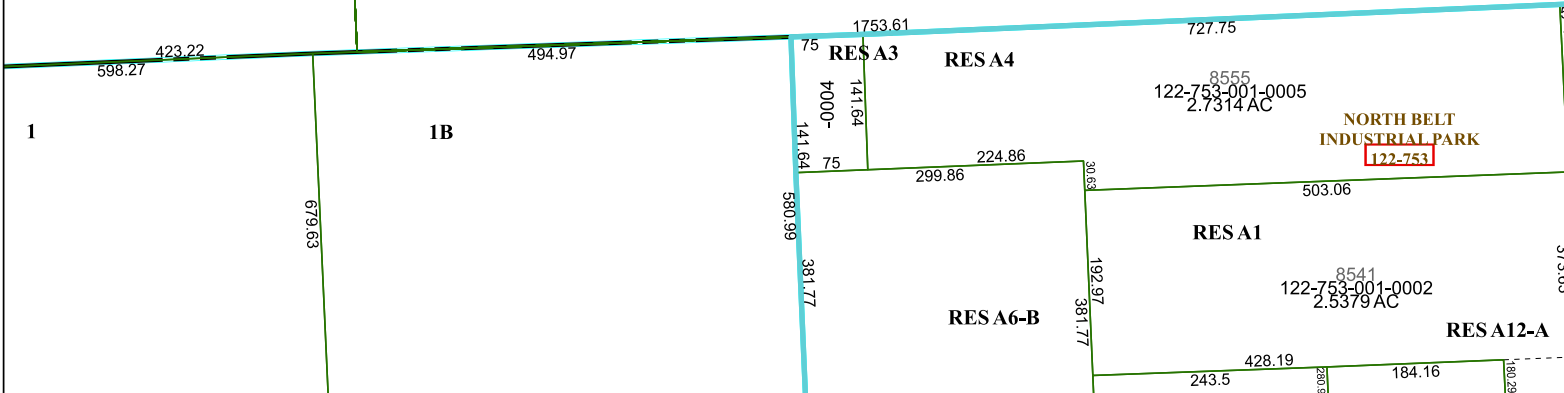 423.22
598.27
494.97
1753.61
727.75
75
RES A3
RES A4
141.64
-0004
141.64
8555
122-753-001-0005
2.7314 AC
NORTH BELT
INDUSTRIAL PARK
122-753
1
1B
75
224.86
299.86
30.63
503.06
679.63
580.99
381.77
RES A1
192.97
381.77
8541
122-753-001-0002
2.5379 AC
RES A6-B
RES A12-A
428.19
243.5
184.16
180.29